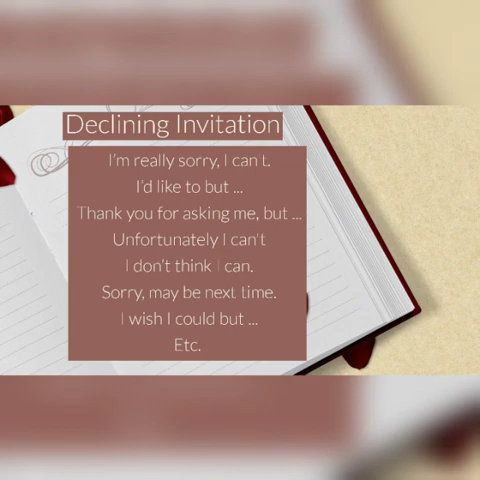 Declining Invitation
I'm really sorry, I can't.
I'd like to but ...
Thank you for asking me, but ...
Unfortunately I can't
I don't think I can.
Sorry, may be next time.
I wish I could but ...
Etc.